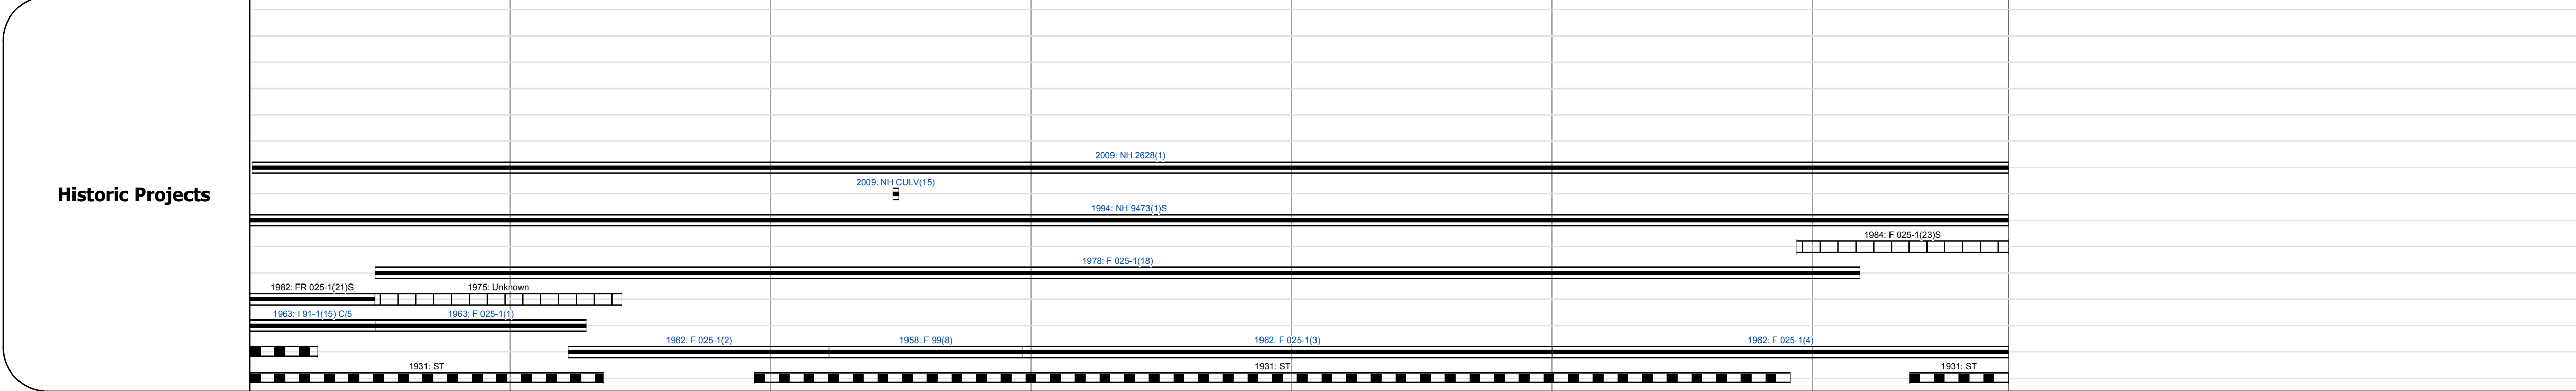 2009: NH 2628(1)
2009: NH CULV(15)
Historic Projects
1994: NH 9473(1)S
1984: F 025-1(23)S
1978: F 025-1(18)
1982: FR 025-1(21)S 1975: Unknown
1963: I 91-1(15) C/5 1963: F 025-1(1)
1962: F 025-1(2) 1958: F 99(8) 1962: F 025-1(3) 1962: F 025-1(4)
1931: ST 1931: ST 1931: ST